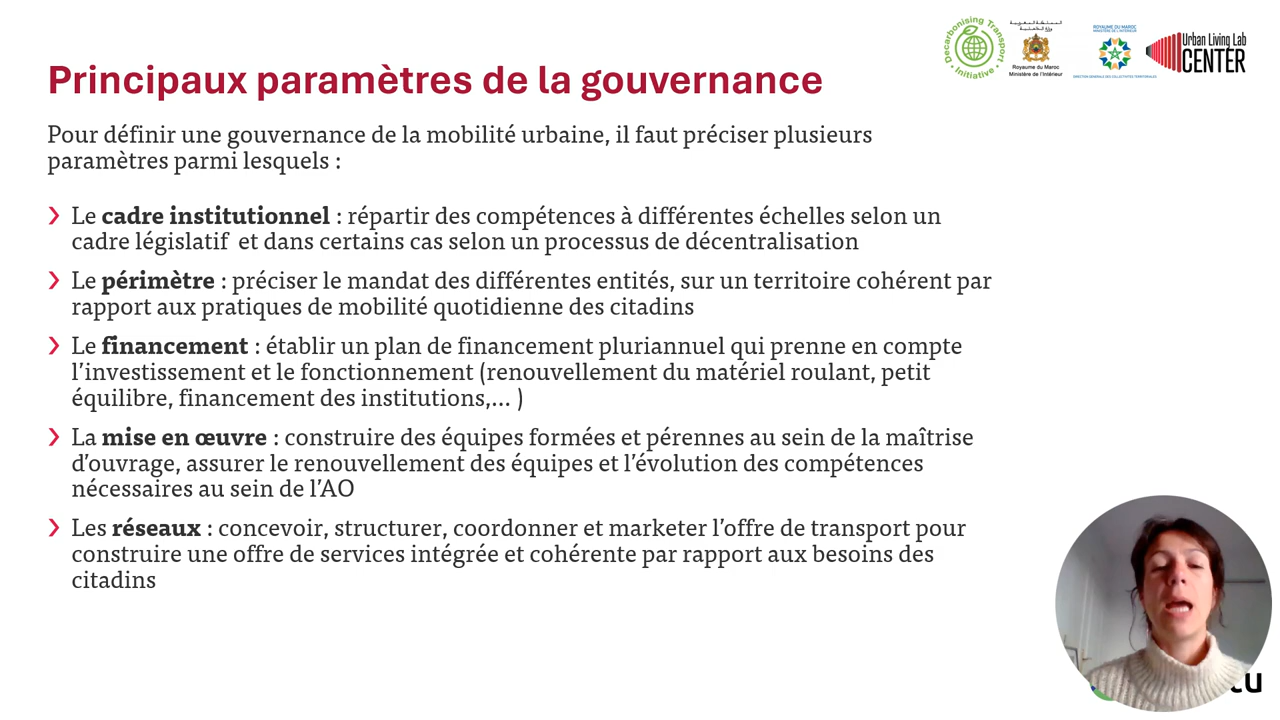 Decarbonising Transport
Initiative
Royaume du Maroc
Ministère de l'Intérieur
ROYAUME DU MAROC
MINISTÈRE DE L'INTÉRIEUR
DIRECTION GENERALE DES COLLECTIVITES TERRITORIALES
Urban Living Lab
CENTER
Principaux paramètres de la gouvernance
Pour définir une gouvernance de la mobilité urbaine, il faut préciser plusieurs
paramètres parmi lesquels :
Le cadre institutionnel : répartir des compétences à différentes échelles selon un
cadre législatif et dans certains cas selon un processus de décentralisation
Le périmètre : préciser le mandat des différentes entités, sur un territoire cohérent par
rapport aux pratiques de mobilité quotidienne des citadins
Le financement : établir un plan de financement pluriannuel qui prenne en compte
l'investissement et le fonctionnement (renouvellement du matériel roulant, petit
équilibre, financement des institutions,... )
La mise en œuvre : construire des équipes formées et pérennes au sein de la maîtrise
d'ouvrage, assurer le renouvellement des équipes et l'évolution des compétences
nécessaires au sein de l'AO
Les réseaux : concevoir, structurer, coordonner et marketer l'offre de transport pour
construire une offre de services intégrée et cohérente par rapport aux besoins des
citadins